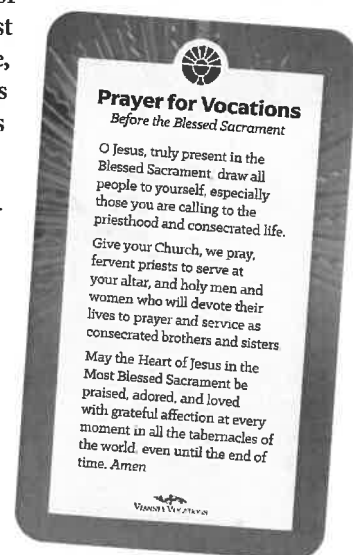 st
e,
s
s
Prayer for Vocations
Before the Blessed Sacrament
O Jesus, truly present in the
Blessed Sacrament, draw all
people to yourself, especially
those you are calling to the
priesthood and consecrated life.
Give your Church, we pray,
fervent priests to serve at
your altar, and holy men and
women who will devote their
lives to prayer and service as
consecrated brothers and sisters
May the Heart of Jesus in the
Most Blessed Sacrament be
praised, adored, and loved
with grateful affection at every
moment in all the tabernacles of
the world, even until the end of
time. Amen